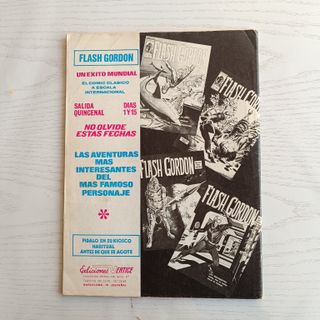 FLASH GORDON
UN EXITO MUNDIAL
EL COMIC CLASICO
A ESCALA
INTERNACIONAL
SALIDA DIAS
QUINCENAL 1 Y 15
NO OLVIDE
ESTAS FECHAS
LAS AVENTURAS
MAS
INTERESANTES
DEL
MAS FAMOSO
PERSONAJE
*
PIDALO EN SU KIOSCO
HABITUAL
ANTES DE QUE SE AGOTE
Ediciones VERTICE
FLASH GORDON
FLASH GORDON
FLASH GORDON
FLASH GORDON